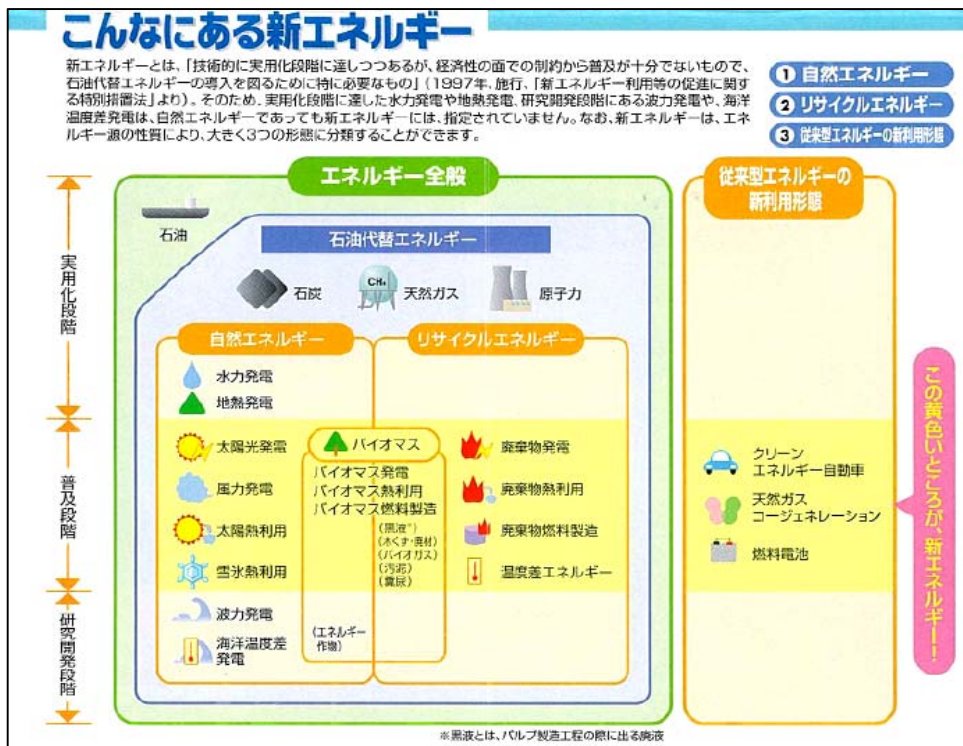 こんなにある新エネルギー
新エネルギーとは、「技術的に実用化段階に達しつつあるが、経済性の面での制約から普及が十分でないもので、
石油代替エネルギーの導入を図るために特に必要なもの」(1997年、施行、「新エネルギー利用等の促進に関す
る特別措置法」より)。そのため、実用化段階に達した水力発電や地熱発電、研究開発段階にある波力発電や、海洋
温度差発電は、自然エネルギーであっても新エネルギーには、指定されていません。なお、新エネルギーは、エネ
ルギー源の性質により、大きく3つの形態に分類することができます。
1 自然エネルギー
2 リサイクルエネルギー
3 従来型エネルギーの新利用形態
エネルギー全般
従来型エネルギーの
新利用形態
石油
石油代替エネルギー
石炭
CH₄
天然ガス
原子力
実用化段階
自然エネルギー
リサイクルエネルギー
水力発電
地熱発電
普及段階
太陽光発電
風力発電
太陽熱利用
雪氷熱利用
バイオマス
バイオマス発電
バイオマス熱利用
バイオマス燃料製造
(黒液※)
(木くず・廃材)
(バイオガス)
(汚泥)
(糞尿)
廃棄物発電
廃棄物熱利用
廃棄物燃料製造
温度差エネルギー
クリーン
エネルギー自動車
天然ガス
コージェネレーション
燃料電池
この黄色いところが、新エネルギー!
研究開発段階
波力発電
海洋温度差
発電
(エネルギー
作物)
※黒液とは、パルプ製造工程の際に出る廃液